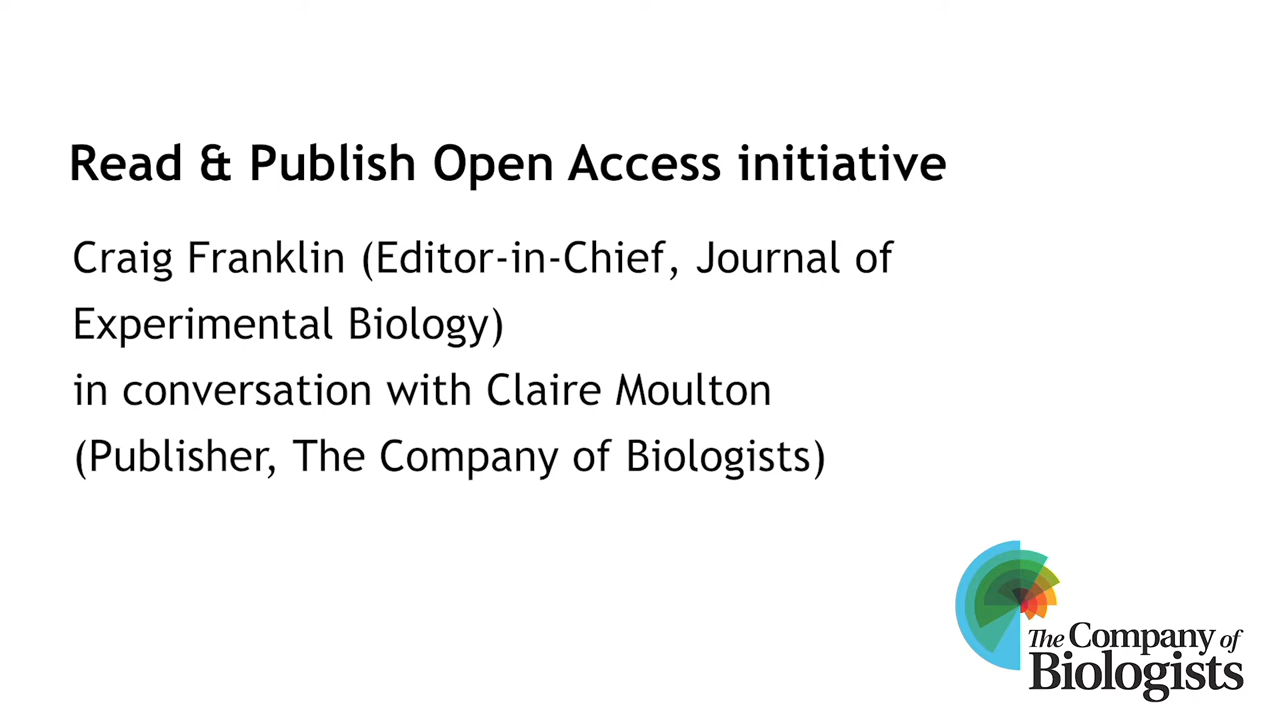 Read & Publish Open Access initiative
Craig Franklin (Editor-in-Chief, Journal of
Experimental Biology)
in conversation with Claire Moulton
(Publisher, The Company of Biologists)
The Company of
Biologists